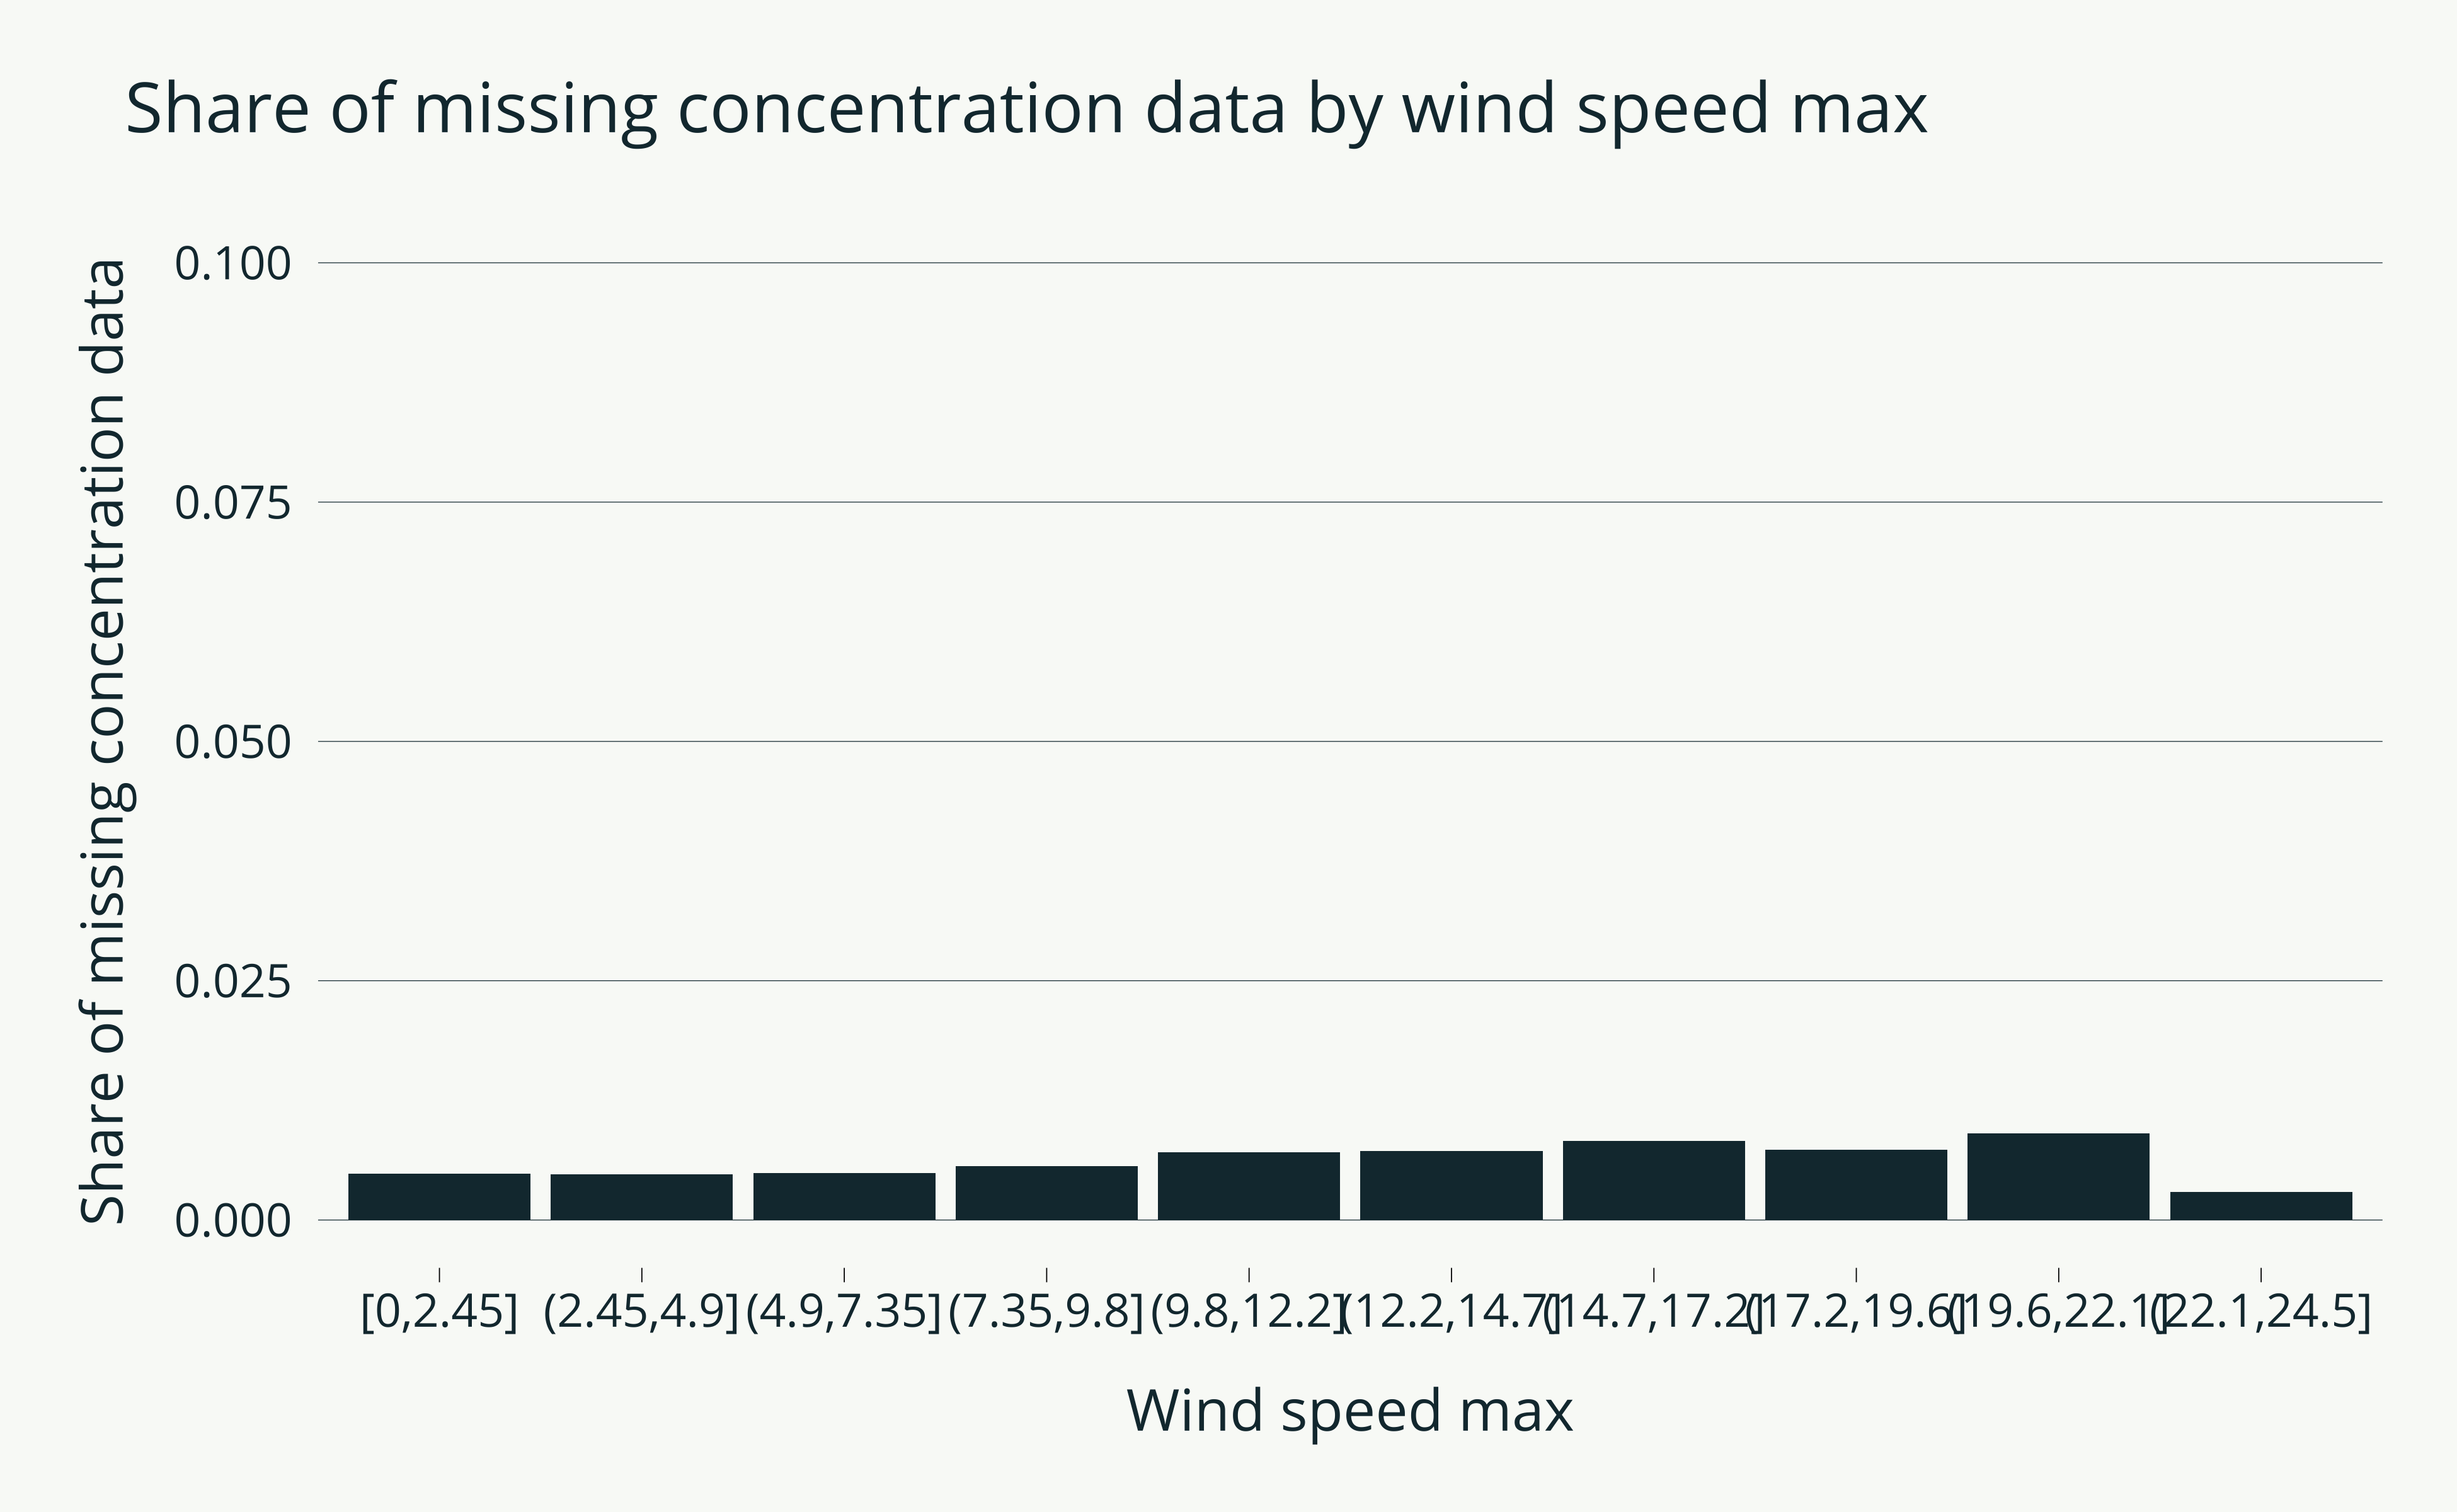 Share of missing concentration data by wind speed max
Share of missing concentration data
0.100
0.075
0.050
0.025
0.000
[0,2.45] (2.45,4.9] (4.9,7.35] (7.35,9.8] (9.8,12.2] (12.2,14.7] (14.7,17.2] (17.2,19.6] (19.6,22.1] (22.1,24.5]
Wind speed max